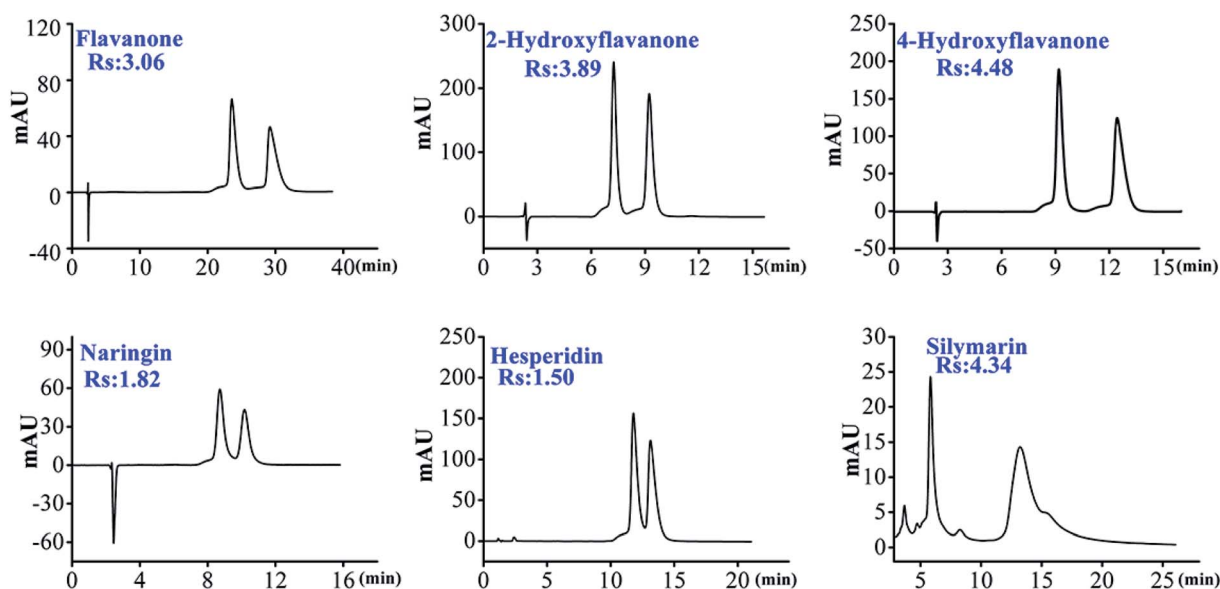 Flavanone
Rs:3.06
mAU
120
80
40
0
-40
0 10 20 30 40 (min)
2-Hydroxyflavanone
Rs:3.89
mAU
300
200
100
0
0 3 6 9 12 15 (min)
4-Hydroxyflavanone
Rs:4.48
mAU
250
200
150
100
50
0
-50
0 3 6 9 12 15 (min)
Naringin
Rs:1.82
mAU
90
60
30
0
-30
-60
0 4 8 12 16 (min)
Hesperidin
Rs:1.50
mAU
250
200
150
100
50
0
0 5 10 15 20 (min)
Silymarin
Rs:4.34
mAU
30
25
20
15
10
5
0
5 10 15 20 25 (min)